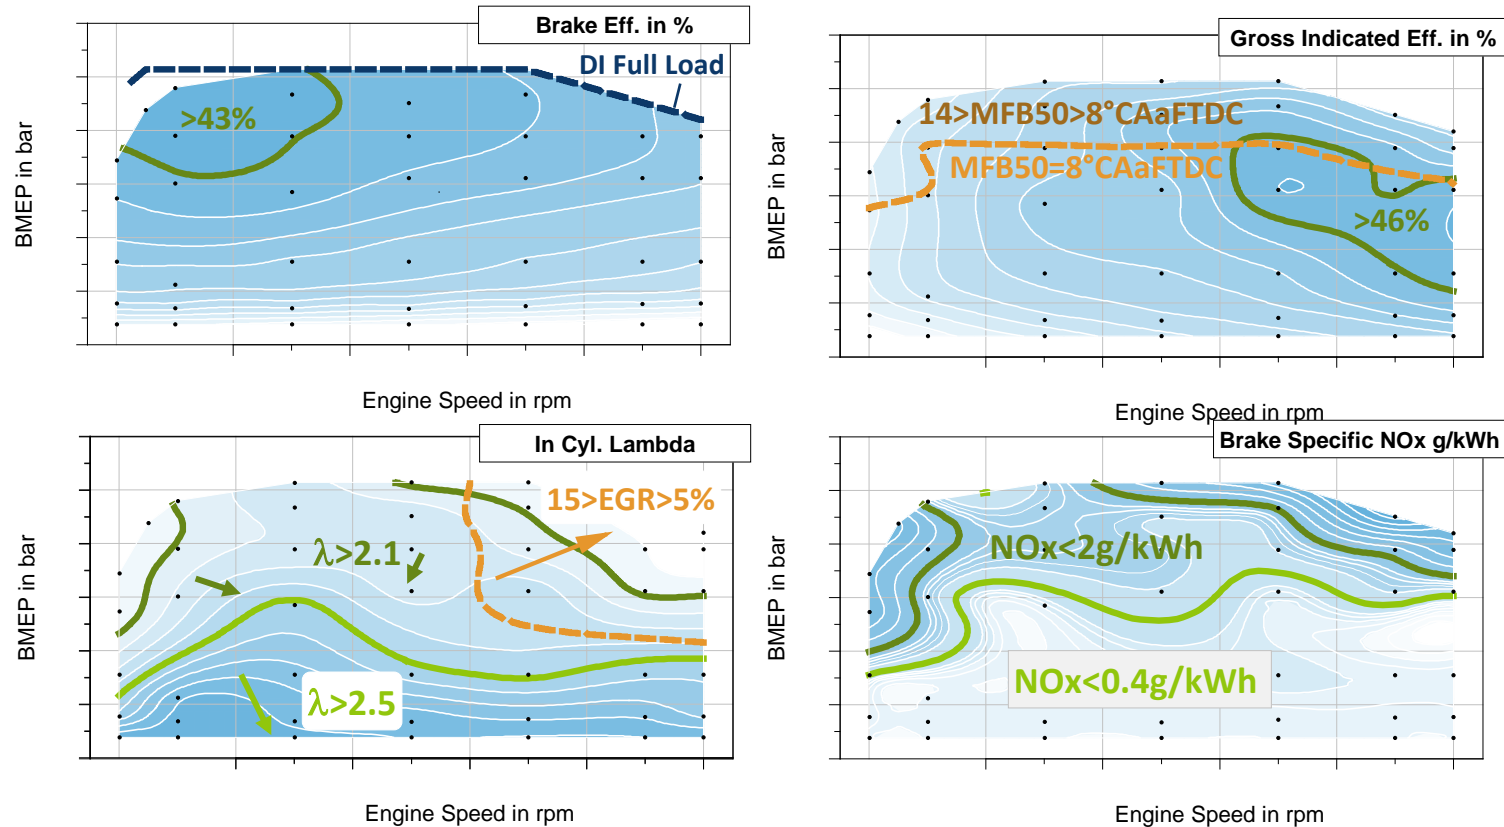 Brake Eff. in %
DI Full Load
>43%
BMEP in bar
Engine Speed in rpm
Gross Indicated Eff. in %
14>MFB50>8°CAaFTDC
MFB50=8°CAaFTDC
>46%
BMEP in bar
Engine Speed in rpm
In Cyl. Lambda
15>EGR>5%
λ>2.1
λ>2.5
BMEP in bar
Engine Speed in rpm
Brake Specific NOx g/kWh
NOx<2g/kWh
NOx<0.4g/kWh
BMEP in bar
Engine Speed in rpm